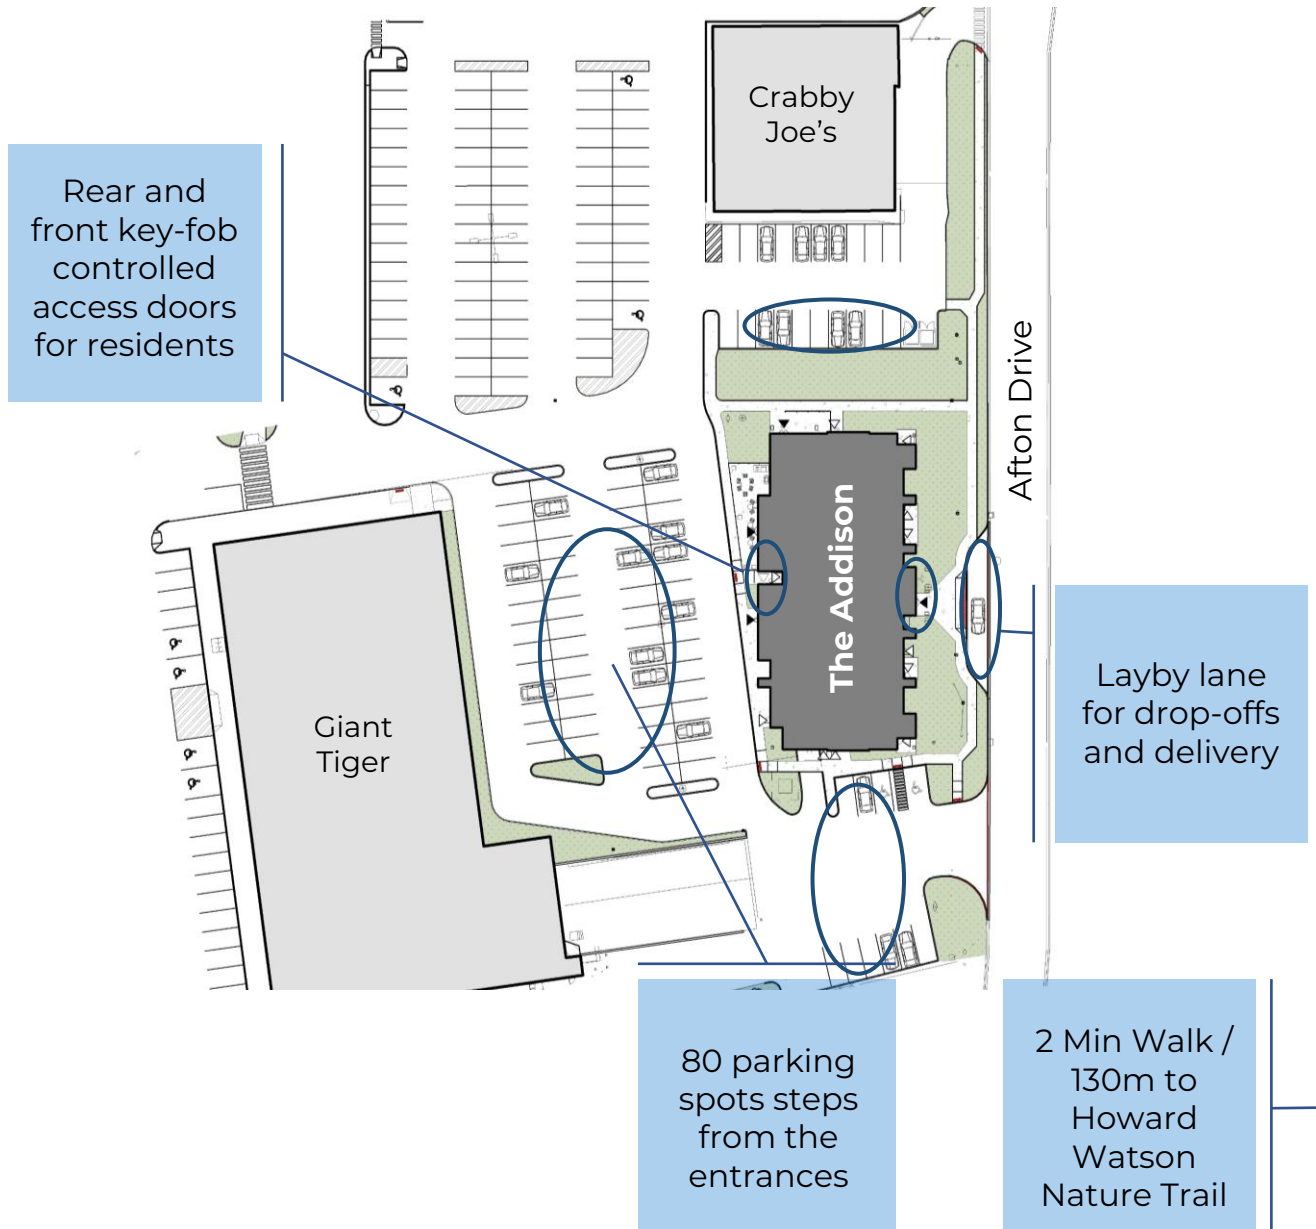 Crabby
Joe's
Rear and
front key-fob
controlled
access doors
for residents
Afton Drive
The Addison
Giant
Tiger
Layby lane
for drop-offs
and delivery
80 parking
spots steps
from the
entrances
2 Min Walk /
130m to
Howard
Watson
Nature Trail